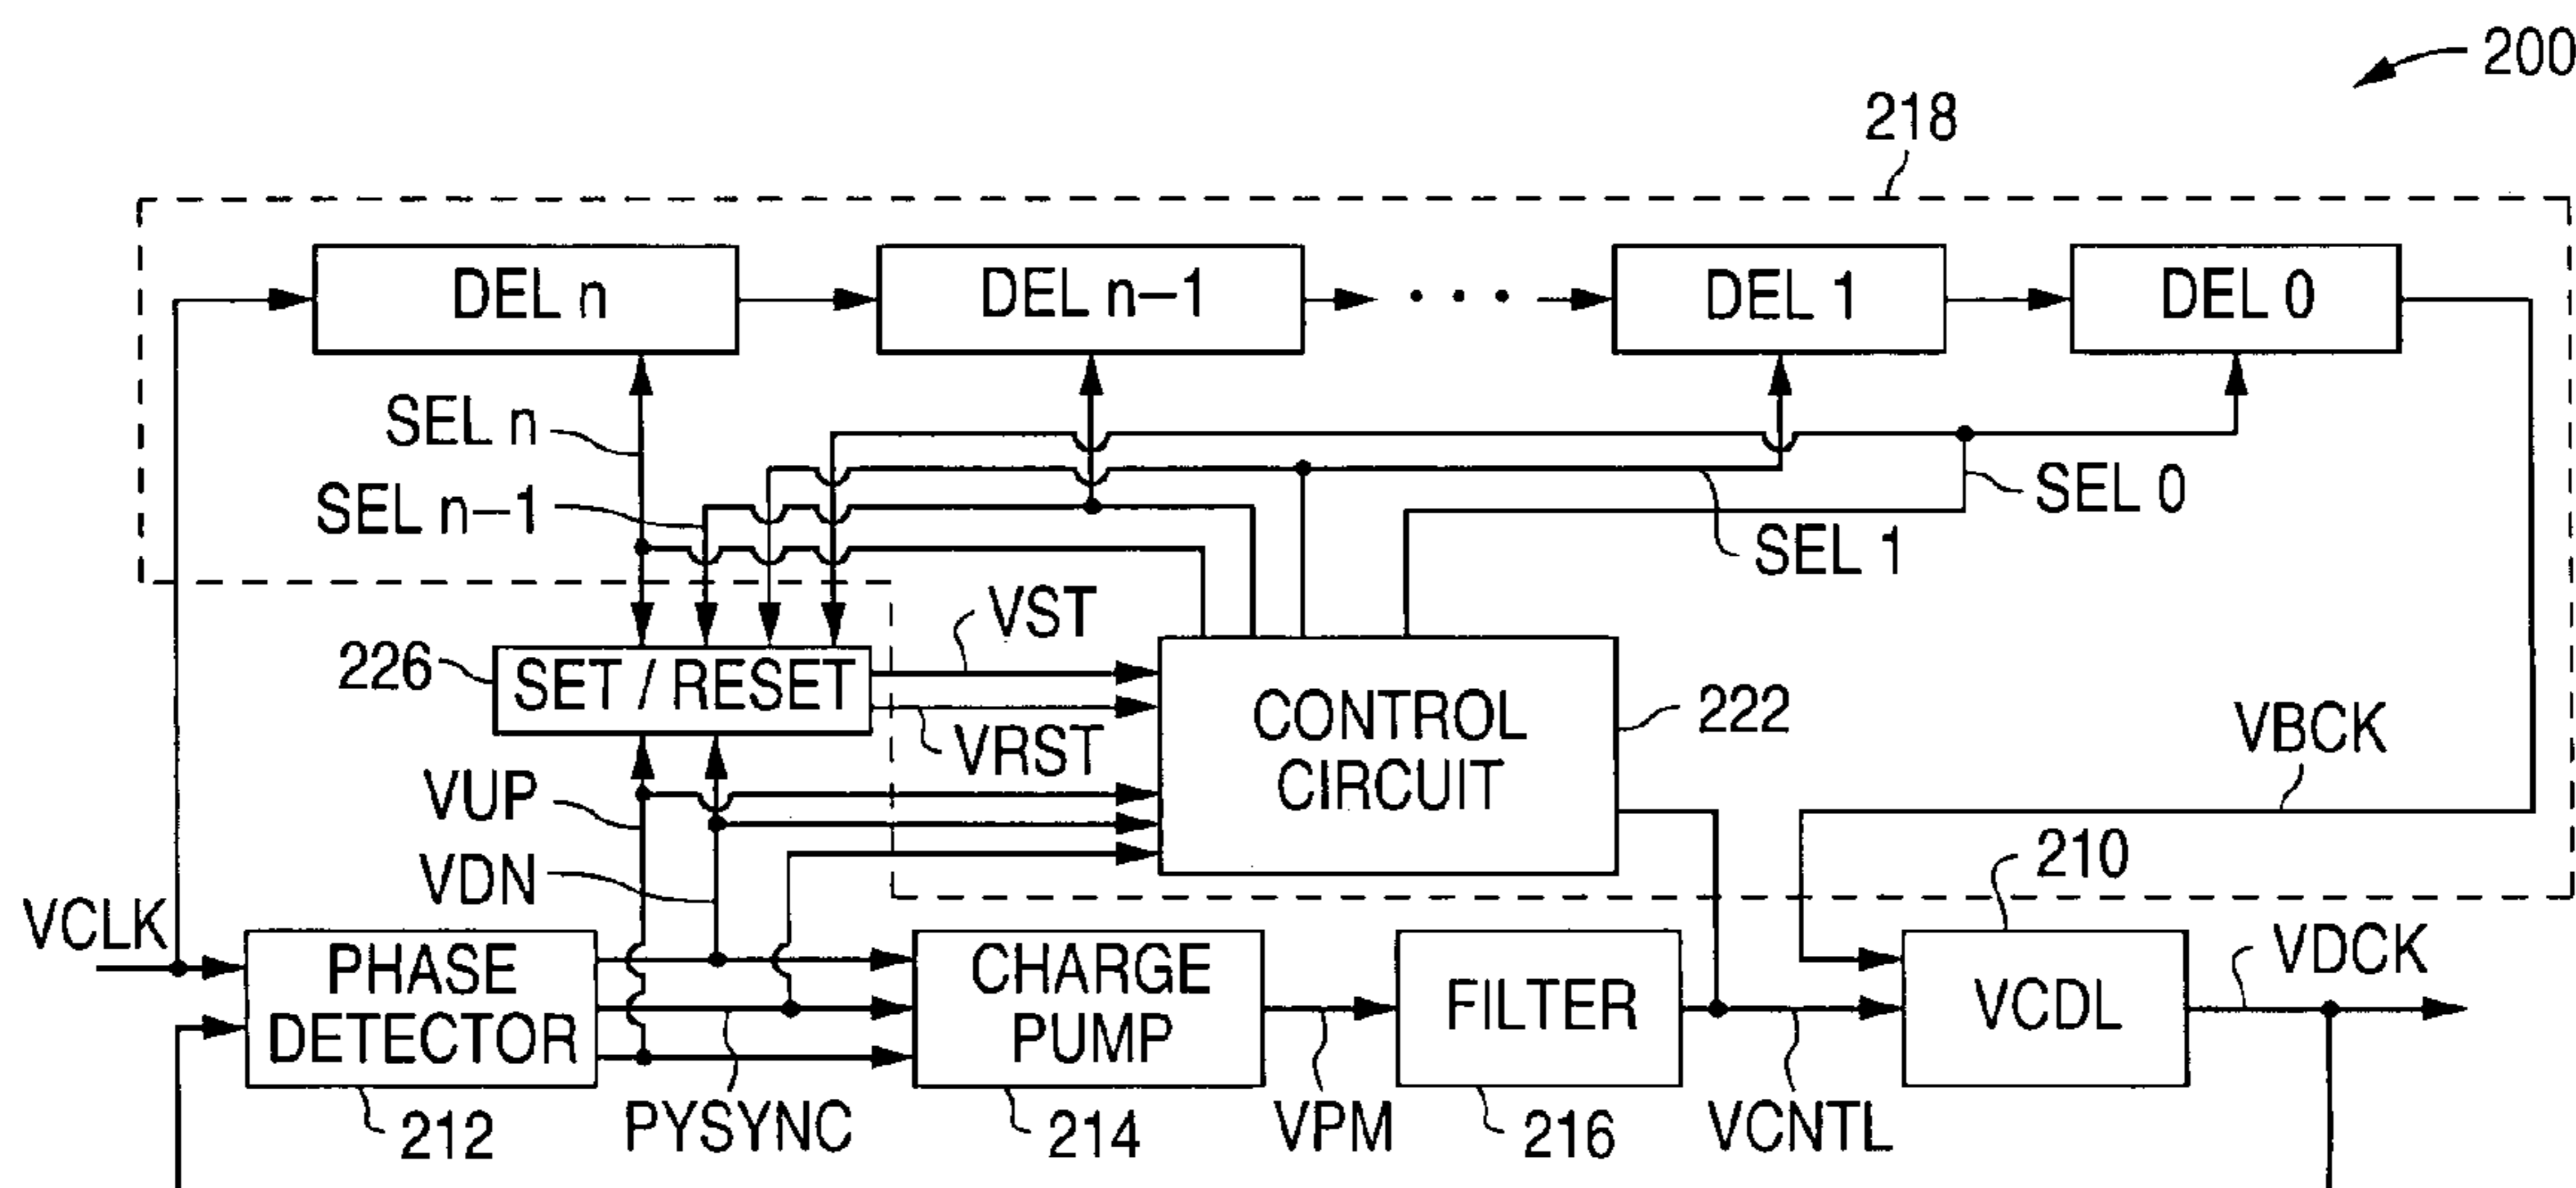 200
218
DEL n
DEL n–1
• • •
DEL 1
DEL 0
SEL n
SEL n–1
SEL 0
SEL 1
VST
226
SET / RESET
VRST
CONTROL
CIRCUIT
222
VBCK
VUP
VDN
210
VCLK
PHASE
DETECTOR
CHARGE
PUMP
FILTER
VCDL
VDCK
212
PYSYNC
214
VPM
216
VCNTL